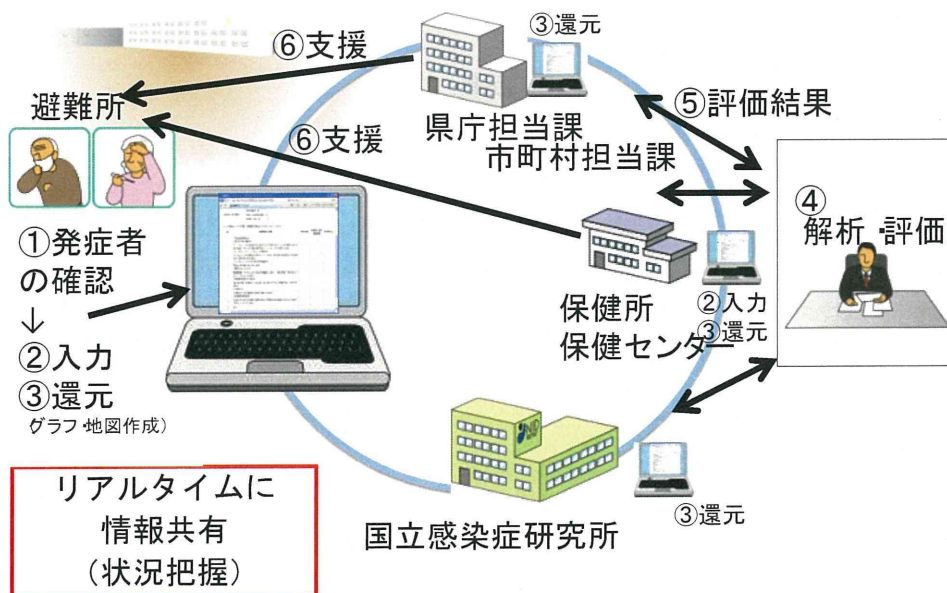 ③還元
⑥支援
避難所
⑥支援
⑤評価結果
県庁担当課
市町村担当課
④
解析・評価
①発症者
の確認
↓
②入力
③還元
グラフ・地図作成）
保健所
保健センター
②入力
③還元
国立感染症研究所
③還元
リアルタイムに
情報共有
（状況把握）